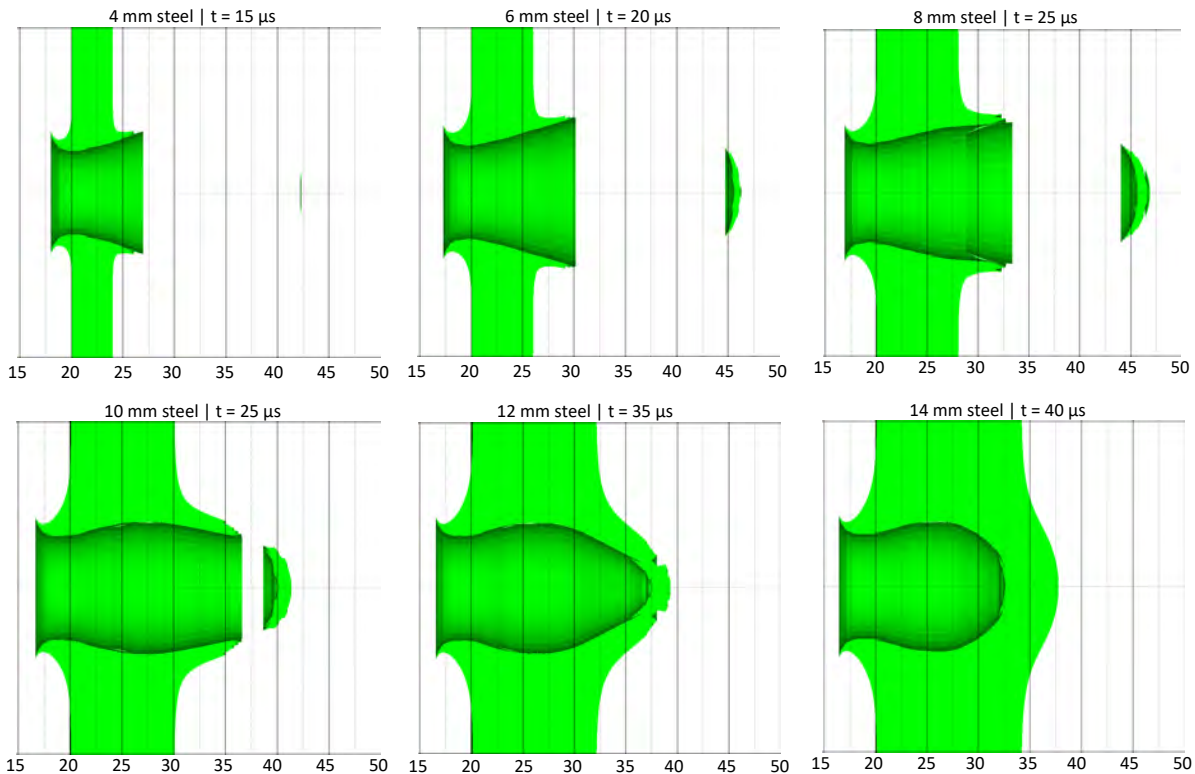 4 mm steel | t = 15 µs
6 mm steel | t = 20 µs
8 mm steel | t = 25 µs
15 20 25 30 35 40 45 50
15 20 25 30 35 40 45 50
15 20 25 30 35 40 45 50
10 mm steel | t = 25 µs
12 mm steel | t = 35 µs
14 mm steel | t = 40 µs
15 20 25 30 35 40 45 50
15 20 25 30 35 40 45 50
15 20 25 30 35 40 45 50